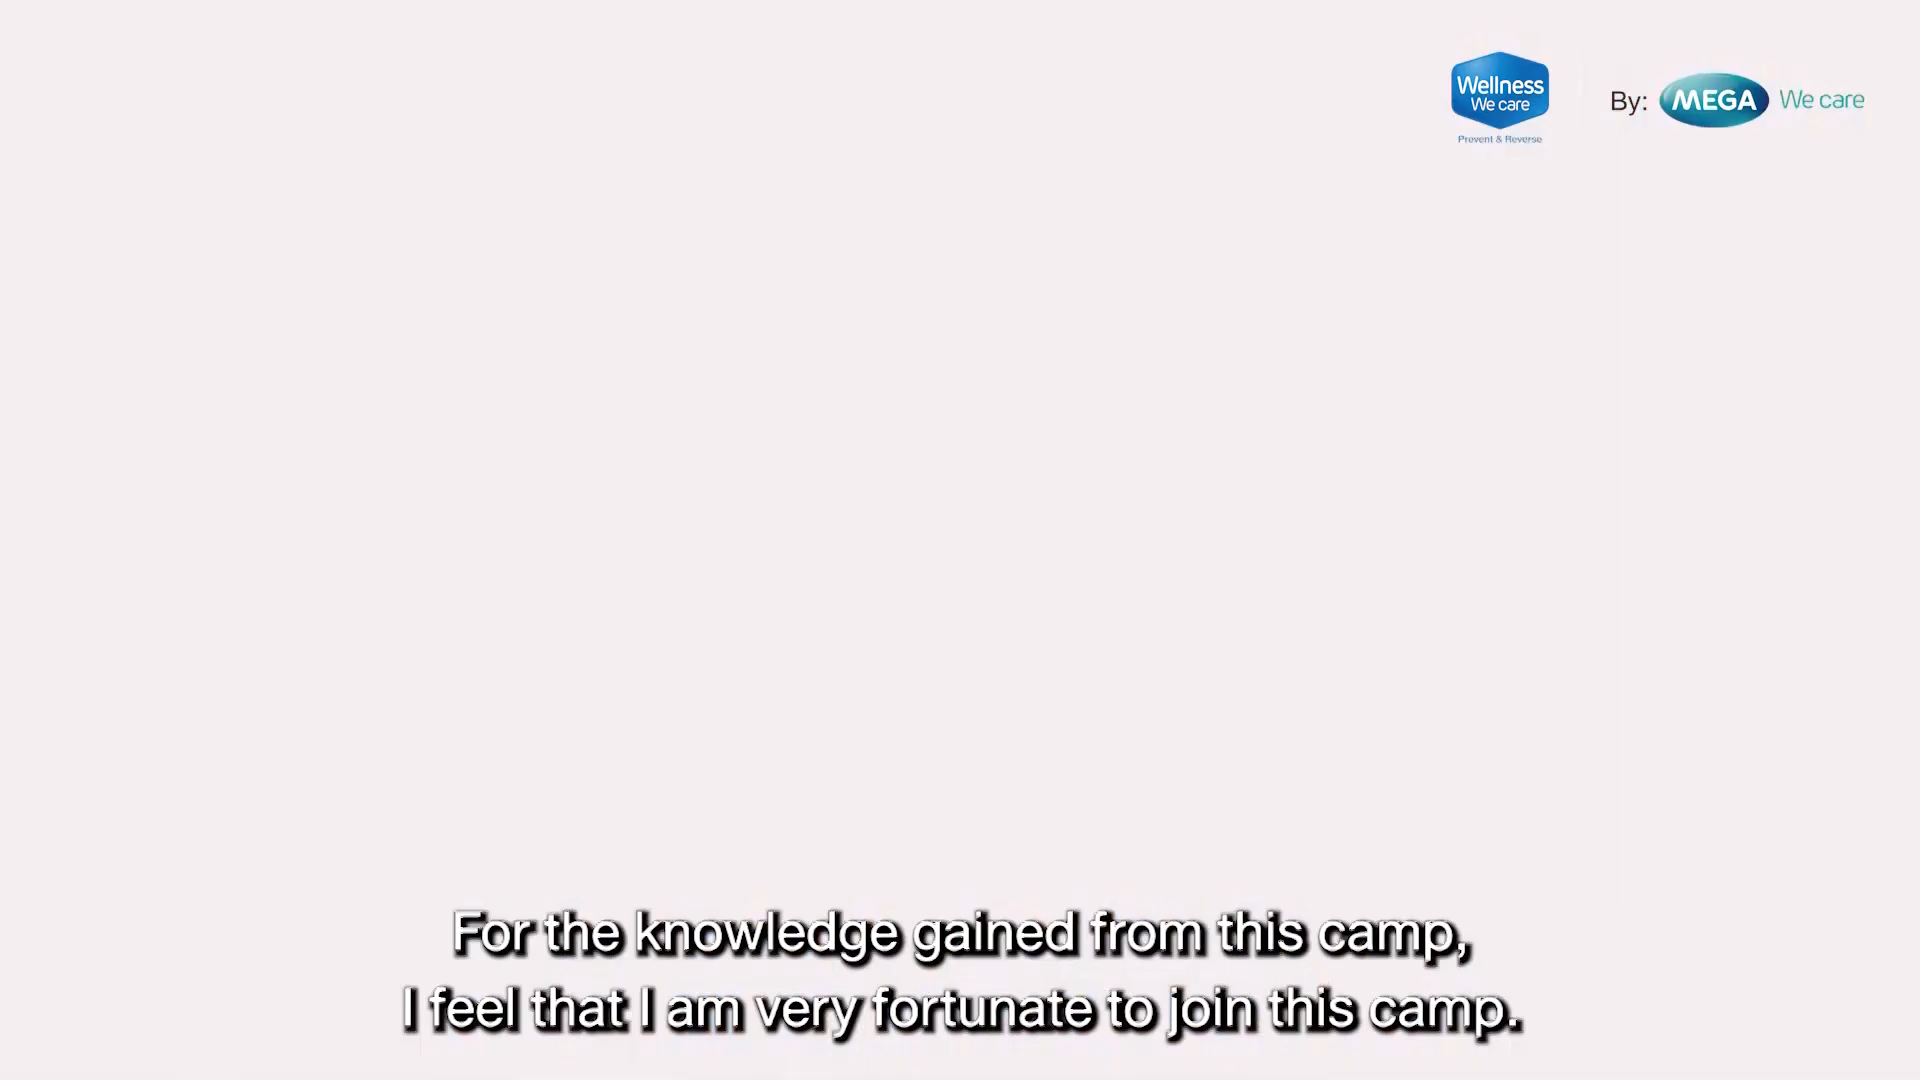 Wellness
We care
Prevent & Reverse
By: MEGA We care
For the knowledge gained from this camp,
I feel that I am very fortunate to join this camp.